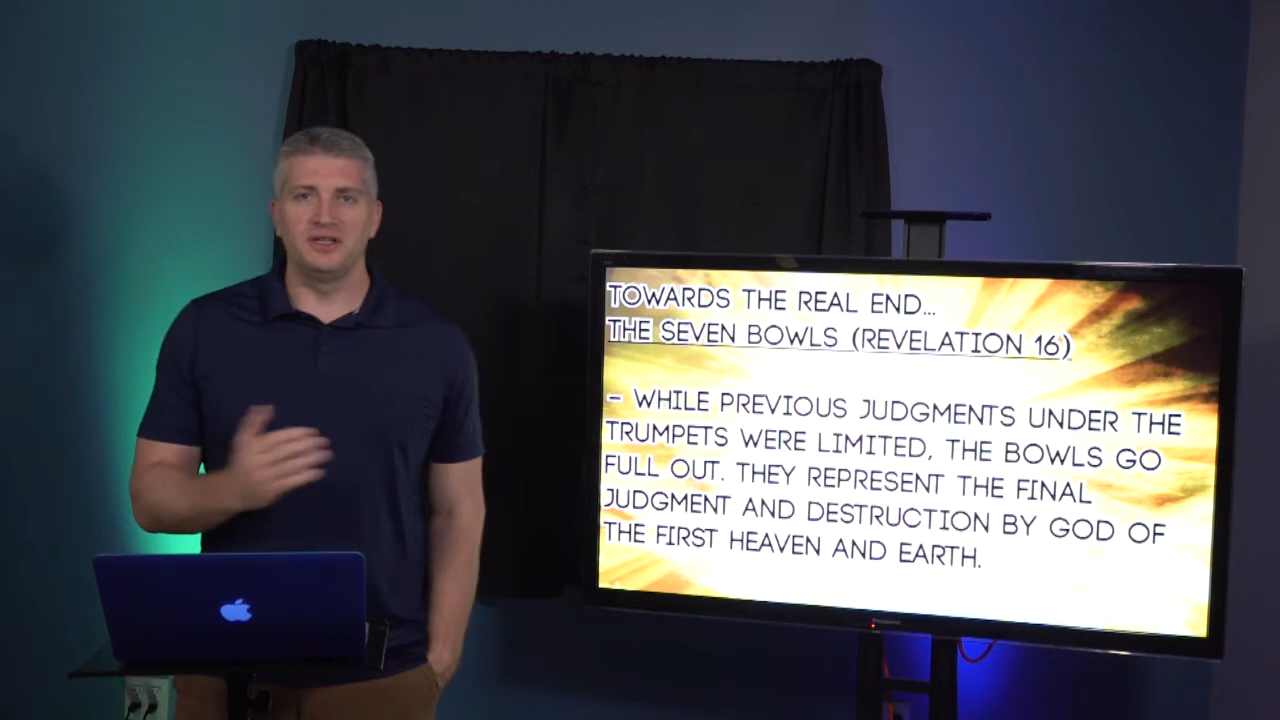 TOWARDS THE REAL END...
THE SEVEN BOWLS (REVELATION 16)
- WHILE PREVIOUS JUDGMENTS UNDER THE
TRUMPETS WERE LIMITED, THE BOWLS GO
FULL OUT. THEY REPRESENT THE FINAL
JUDGMENT AND DESTRUCTION BY GOD OF
THE FIRST HEAVEN AND EARTH.